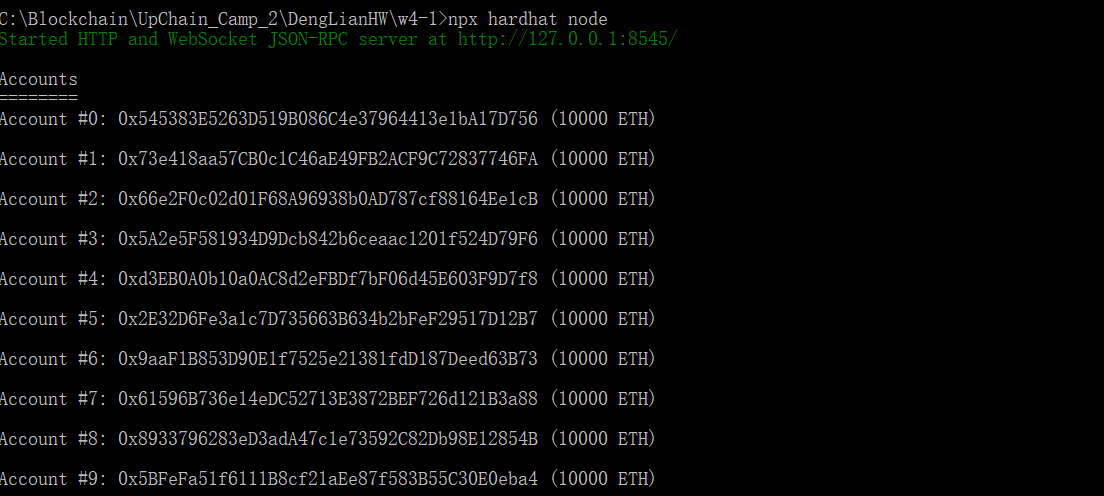 C:\Blockchain\UpChain_Camp_2\DengLianHW\w4-1>npx hardhat node
Started HTTP and WebSocket JSON-RPC server at http://127.0.0.1:8545/
Accounts
========
Account #0: 0x545383E5263D519B086C4e37964413e1bA17D756 (10000 ETH)
Account #1: 0x73e418aa57CB0c1C46aE49FB2ACF9C72837746FA (10000 ETH)
Account #2: 0x66e2F0c02d01F68A96938b0AD787cf88164Ee1cB (10000 ETH)
Account #3: 0x5A2e5F581934D9Dcb842b6ceaac1201f524D79F6 (10000 ETH)
Account #4: 0xd3EB0A0b10a0AC8d2eFBDf7bF06d45E603F9D7f8 (10000 ETH)
Account #5: 0x2E32D6Fe3a1c7D735663B634b2bFeF29517D12B7 (10000 ETH)
Account #6: 0x9aaF1B853D90E1f7525e21381fdD187Deed63B73 (10000 ETH)
Account #7: 0x61596B736e14eDC52713E3872BEF726d121B3a88 (10000 ETH)
Account #8: 0x8933796283eD3adA47c1e73592C82Db98E12854B (10000 ETH)
Account #9: 0x5BFeFa51f6111B8cf21aEe87f583B55C30E0eba4 (10000 ETH)